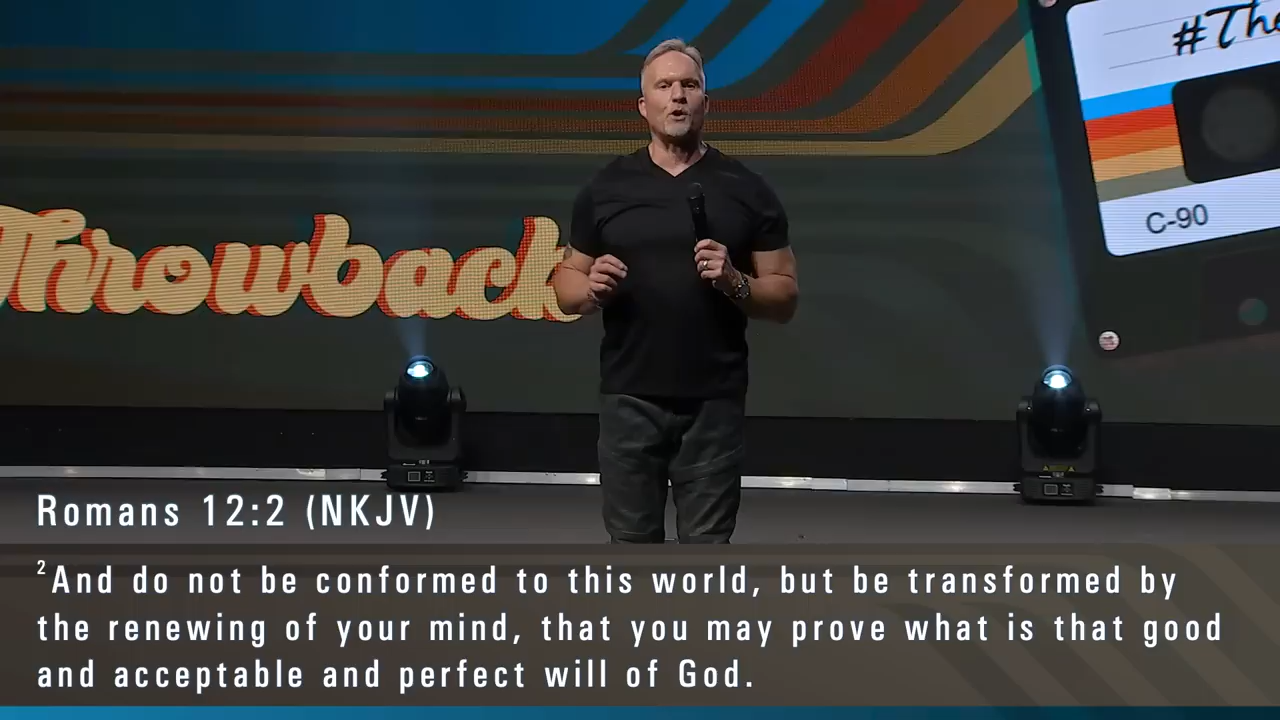 #The
C-90
Throwback
Romans 12:2 (NKJV)
2And do not be conformed to this world, but be transformed by
the renewing of your mind, that you may prove what is that good
and acceptable and perfect will of God.